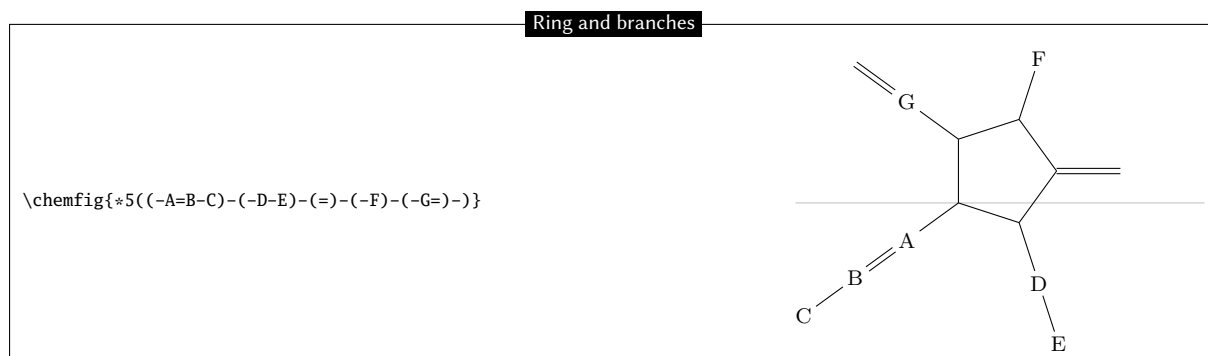 Ring and branches
\chemfig{*5((-A=B-C)-(-D-E)-(=)-(-F)-(-G=)-)}
F
G
A
B
C
D
E